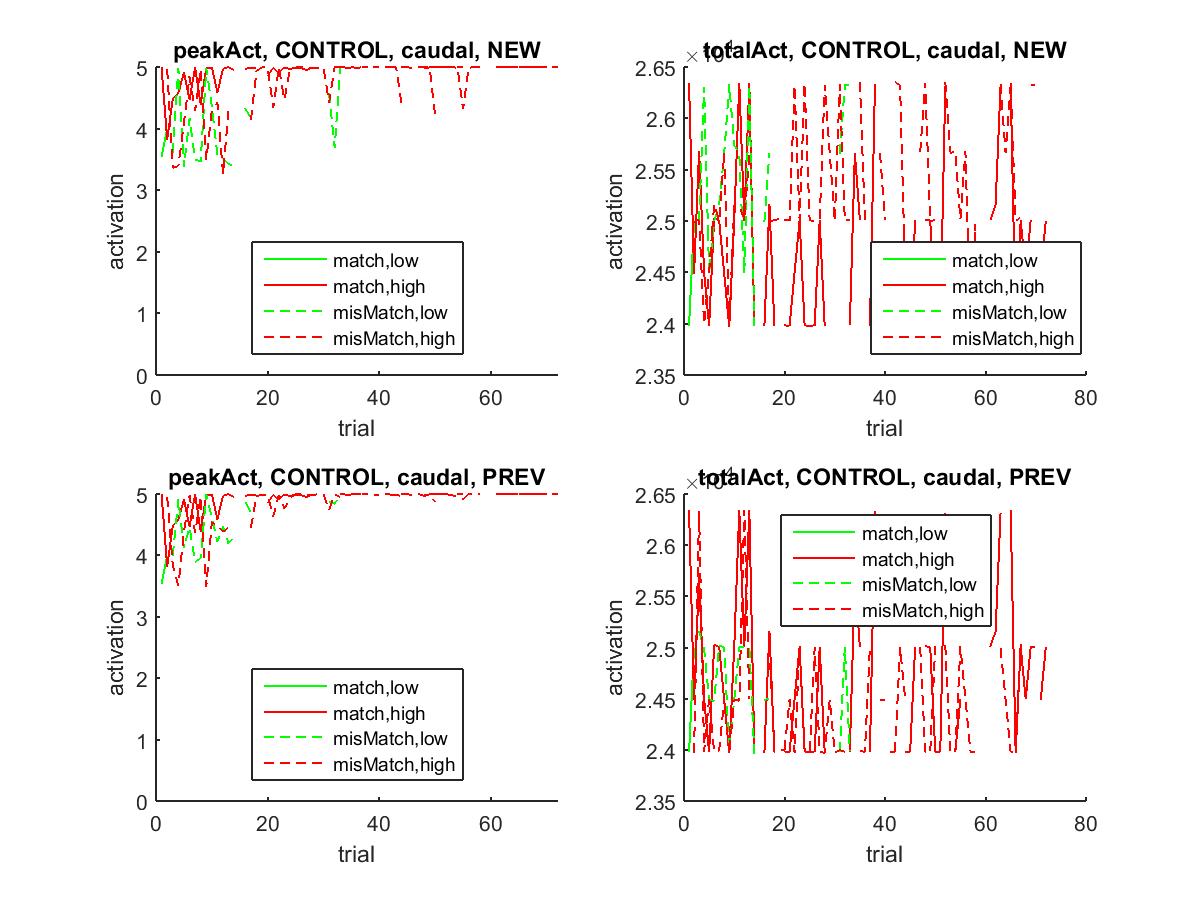 peakAct, CONTROL, caudal, NEW
5
4
3
2
1
0
activation
match,low
match,high
misMatch,low
misMatch,high
0 20 40 60
trial
totalAct, CONTROL, caudal, NEW
2.65
2.6
2.55
2.5
2.45
2.4
2.35
activation
match,low
match,high
misMatch,low
misMatch,high
0 20 40 60 80
trial
peakAct, CONTROL, caudal, PREV
5
4
3
2
1
0
activation
match,low
match,high
misMatch,low
misMatch,high
0 20 40 60
trial
totalAct, CONTROL, caudal, PREV
2.65
2.6
2.55
2.5
2.45
2.4
2.35
activation
match,low
match,high
misMatch,low
misMatch,high
0 20 40 60 80
trial